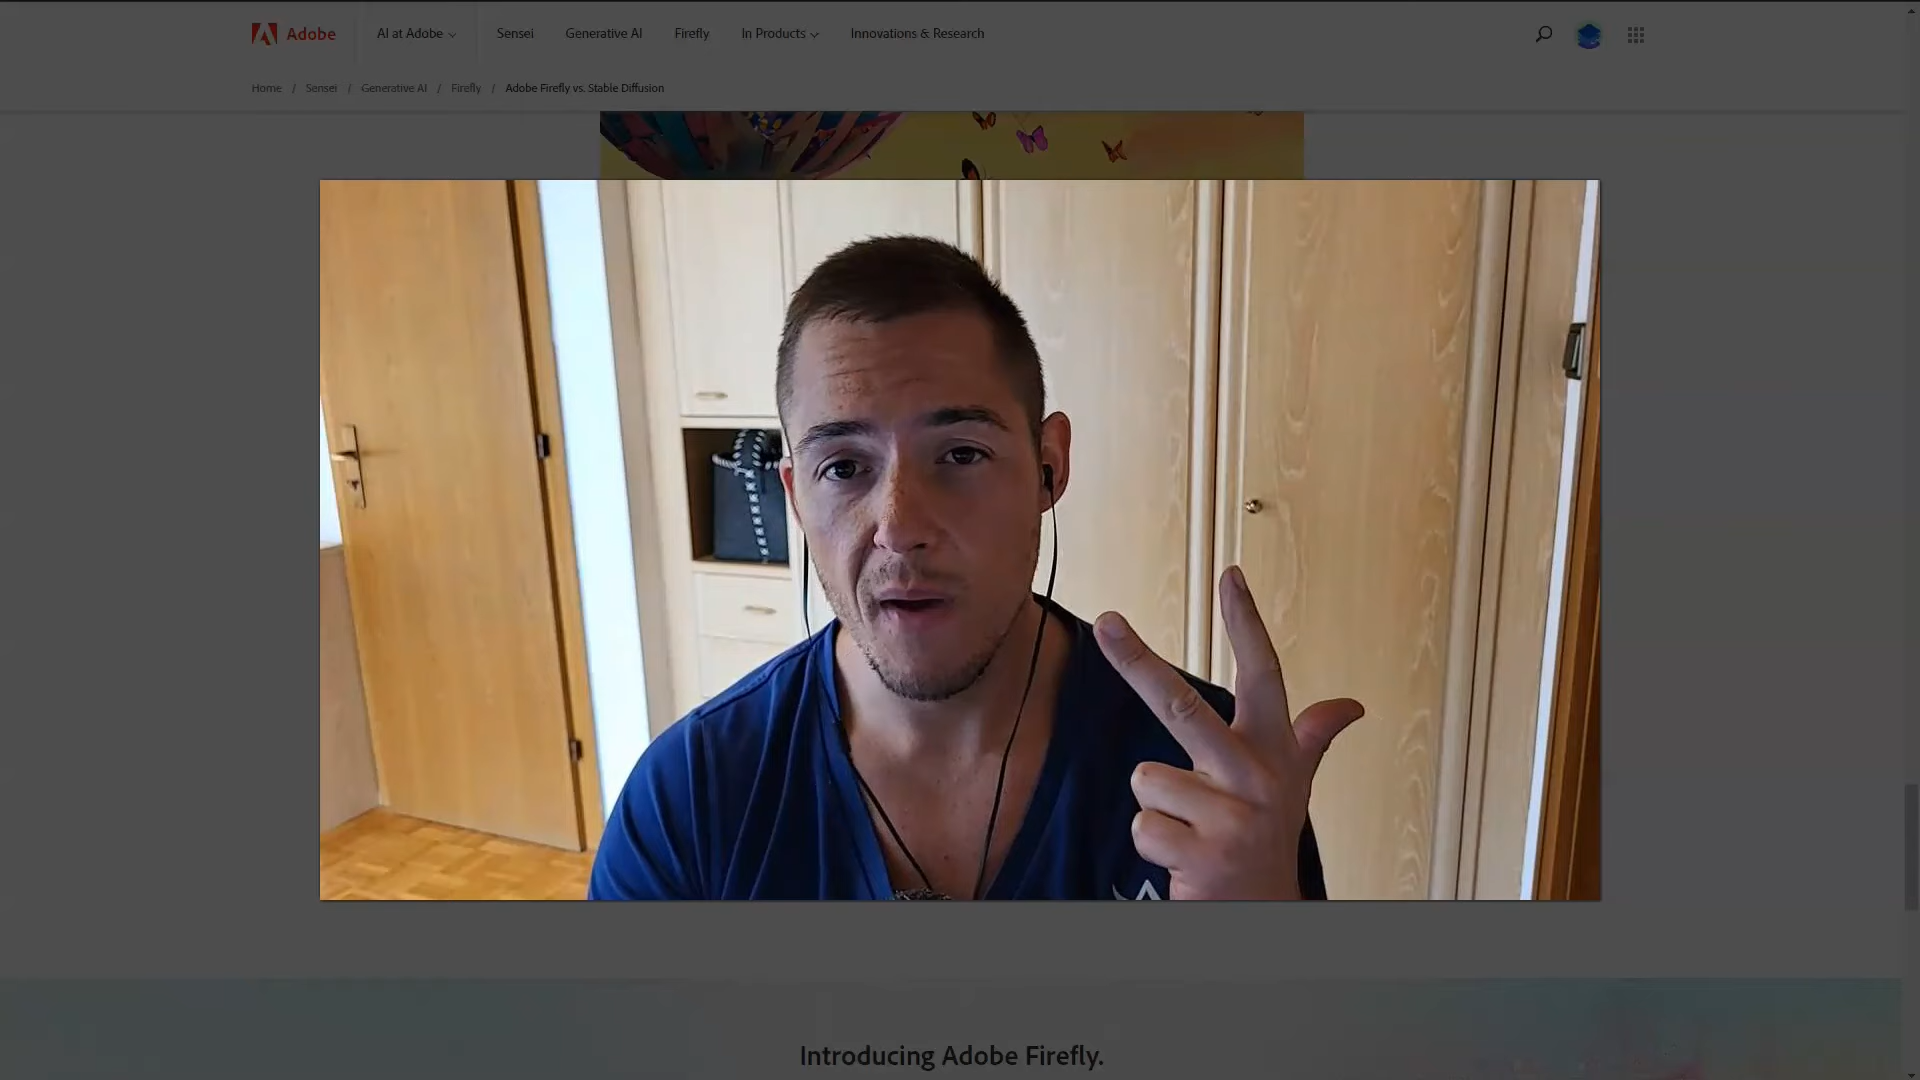 Adobe
AI at Adobe
Sensei
Generative AI
Firefly
In Products
Innovations & Research
Home / Sensei / Generative AI / Firefly / Adobe Firefly vs. Stable Diffusion
Introducing Adobe Firefly.